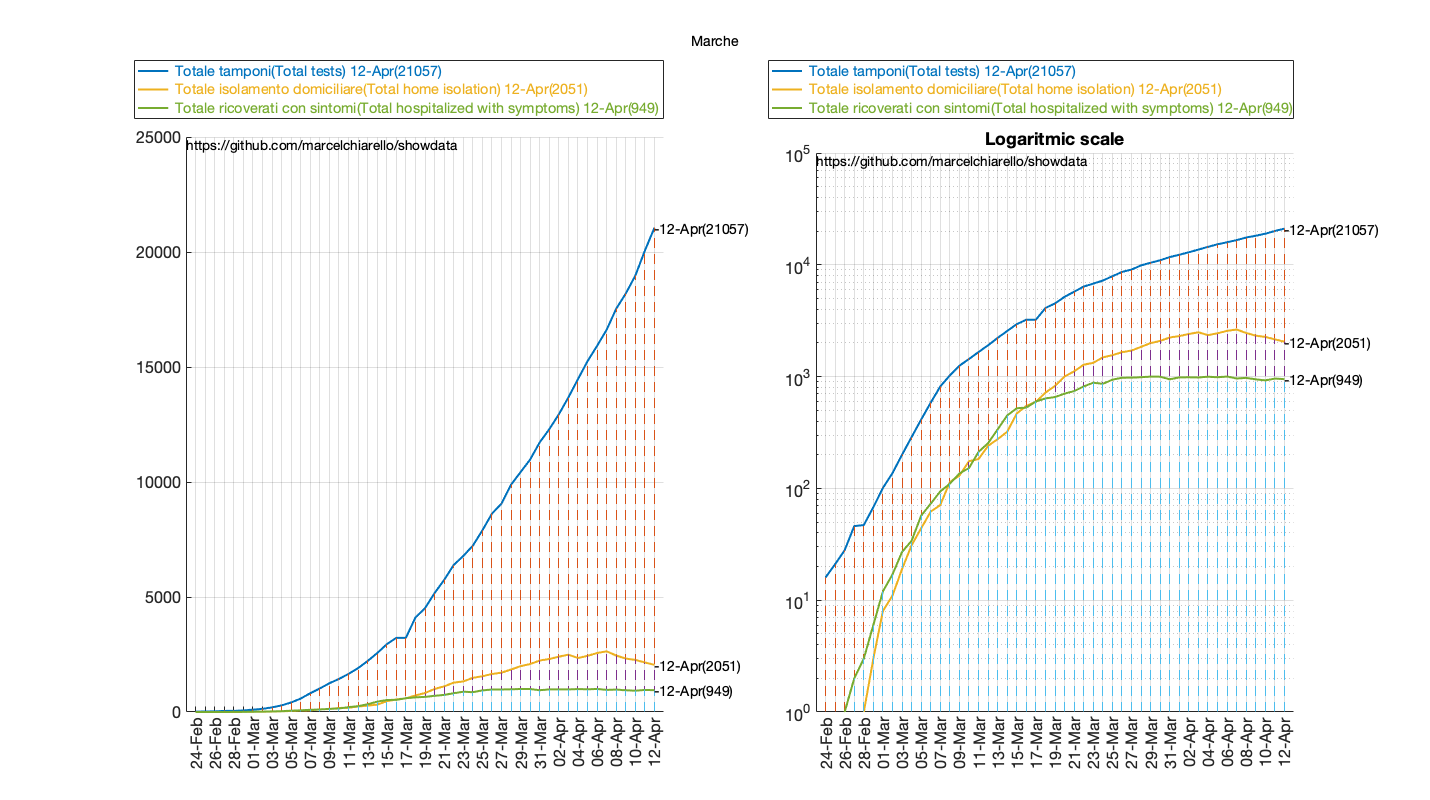 Marche
Totale tamponi(Total tests) 12-Apr(21057)
Totale isolamento domiciliare(Total home isolation) 12-Apr(2051)
Totale ricoverati con sintomi(Total hospitalized with symptoms) 12-Apr(949)
25000
https://github.com/marcelchiarello/showdata
20000
15000
10000
5000
0
12-Apr(21057)
12-Apr(2051)
12-Apr(949)
24-Feb
26-Feb
28-Feb
01-Mar
03-Mar
05-Mar
07-Mar
09-Mar
11-Mar
13-Mar
15-Mar
17-Mar
19-Mar
21-Mar
23-Mar
25-Mar
27-Mar
29-Mar
31-Mar
02-Apr
04-Apr
06-Apr
08-Apr
10-Apr
12-Apr
Totale tamponi(Total tests) 12-Apr(21057)
Totale isolamento domiciliare(Total home isolation) 12-Apr(2051)
Totale ricoverati con sintomi(Total hospitalized with symptoms) 12-Apr(949)
Logaritmic scale
10^5
https://github.com/marcelchiarello/showdata
10^4
10^3
10^2
10^1
10^0
12-Apr(21057)
12-Apr(2051)
12-Apr(949)
24-Feb
26-Feb
28-Feb
01-Mar
03-Mar
05-Mar
07-Mar
09-Mar
11-Mar
13-Mar
15-Mar
17-Mar
19-Mar
21-Mar
23-Mar
25-Mar
27-Mar
29-Mar
31-Mar
02-Apr
04-Apr
06-Apr
08-Apr
10-Apr
12-Apr